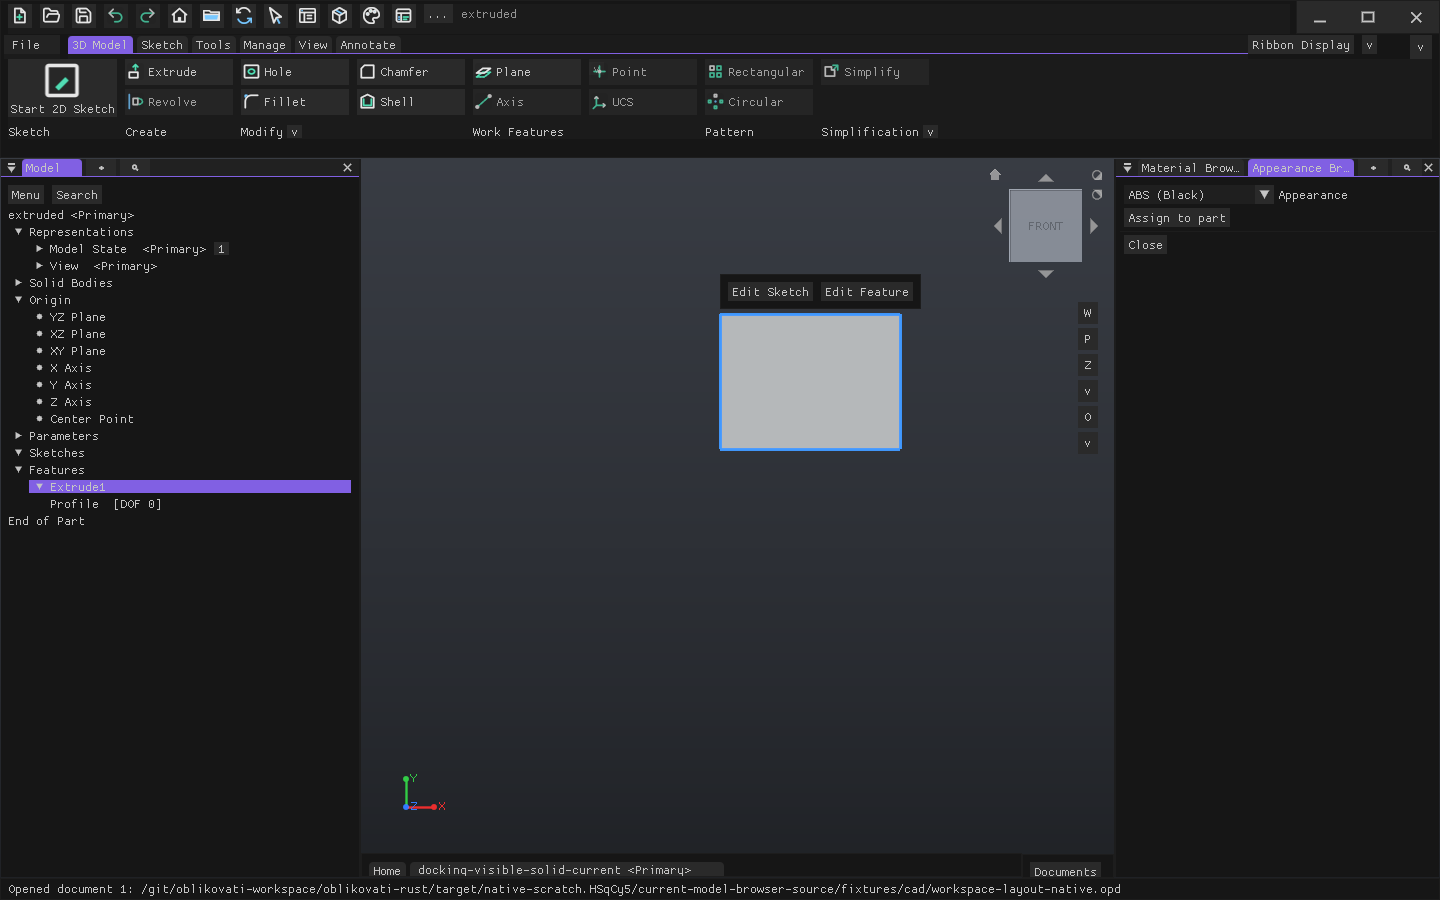 ... extruded
File 3D Model Sketch Tools Manage View Annotate Ribbon Display v v
Start 2D Sketch
Extrude Hole Chamfer Plane Point Rectangular Simplify
Revolve Fillet Shell Axis UCS Circular
Sketch Create Modify v Work Features Pattern Simplification v
Model
Menu Search
extruded <Primary>
Representations
Model State <Primary> 1
View <Primary>
Solid Bodies
Origin
YZ Plane
XZ Plane
XY Plane
X Axis
Y Axis
Z Axis
Center Point
Parameters
Sketches
Features
Extrude1
Profile [DOF 0]
End of Part
FRONT
Edit Sketch Edit Feature
W
P
Z
v
O
v
Y
Z X
Material Brow… Appearance Br…
ABS (Black) Appearance
Assign to part
Close
Home docking-visible-solid-current <Primary> Documents
Opened document 1: /git/oblikovati-workspace/oblikovati-rust/target/native-scratch.HSqCy5/current-model-browser-source/fixtures/cad/workspace-layout-native.opd